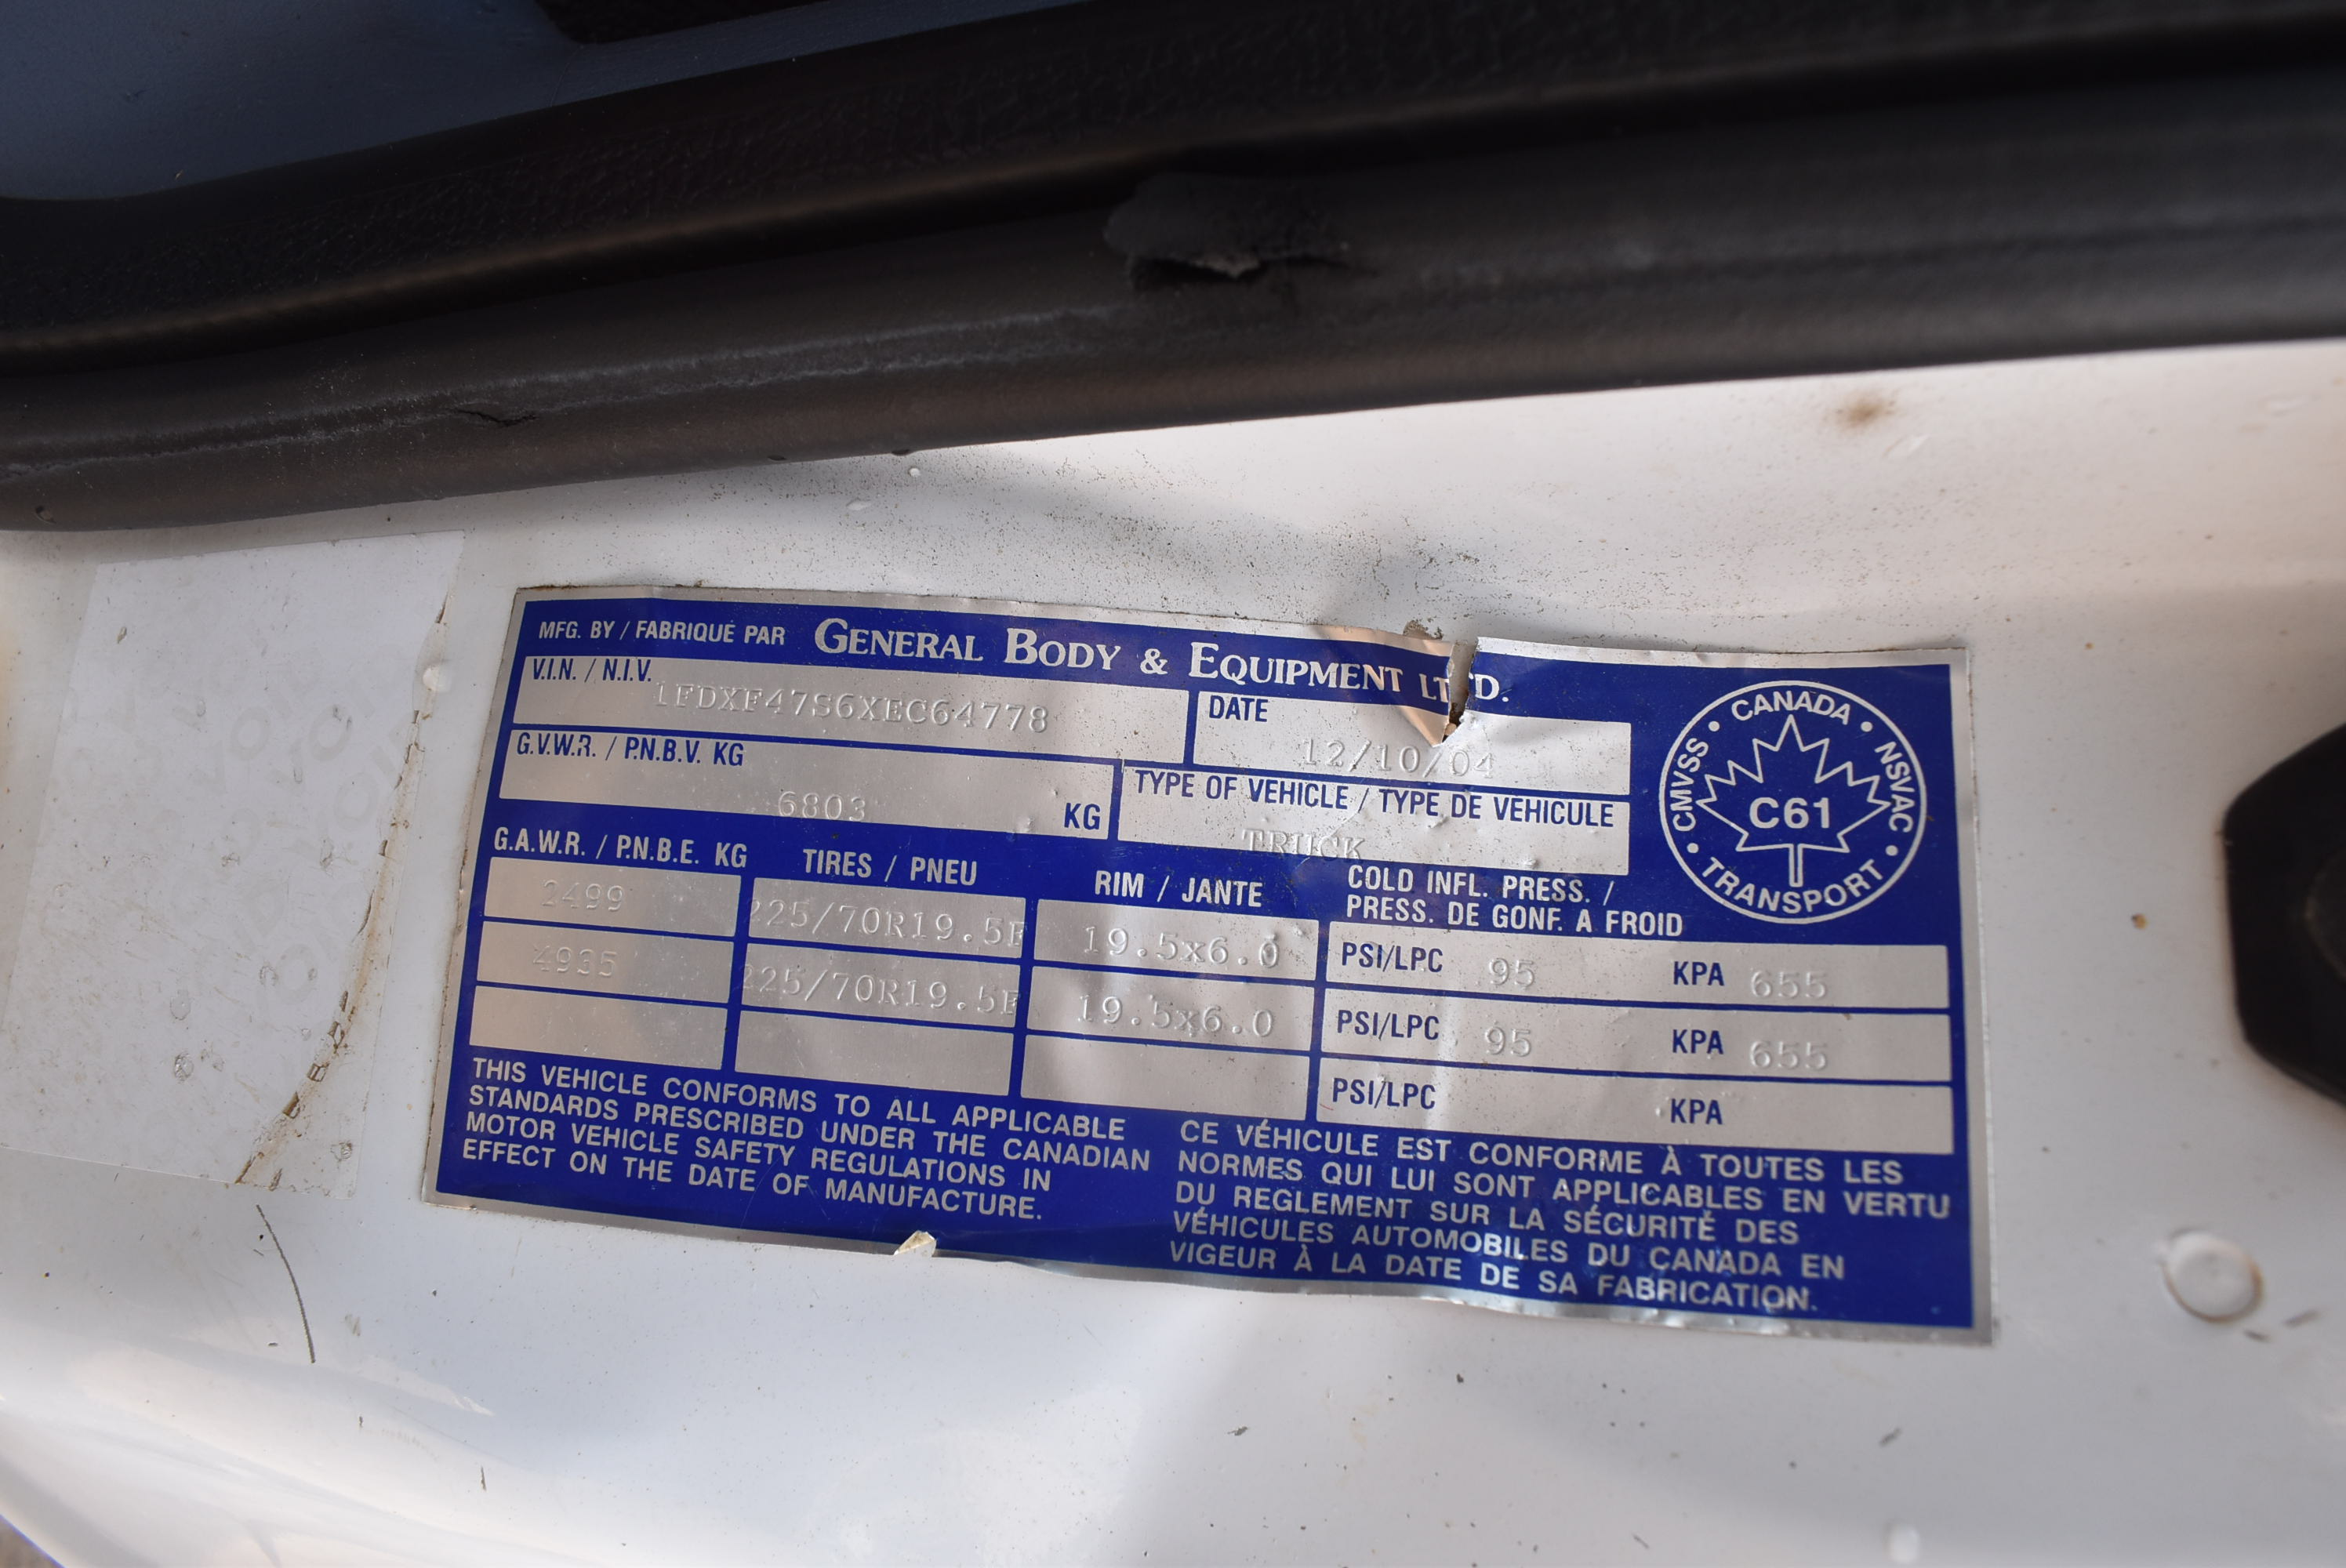 MFG. BY / FABRIQUE PAR GENERAL BODY & EQUIPMENT LTD.
V.I.N. / N.I.V.
1FDXF47S6XEC64778
DATE
12/10/04
G.V.W.R. / P.N.B.V. KG
6803 KG
TYPE OF VEHICLE / TYPE DE VEHICULE
TRUCK
CANADA • NSVAC • TRANSPORT • CMVSS •
C61
G.A.W.R. / P.N.B.E. KG TIRES / PNEU RIM / JANTE COLD INFL. PRESS. /
PRESS. DE GONF. A FROID
2499 225/70R19.5F 19.5x6.0 PSI/LPC 95 KPA 655
4935 225/70R19.5F 19.5x6.0 PSI/LPC 95 KPA 655
PSI/LPC KPA
THIS VEHICLE CONFORMS TO ALL APPLICABLE
STANDARDS PRESCRIBED UNDER THE CANADIAN
MOTOR VEHICLE SAFETY REGULATIONS IN
EFFECT ON THE DATE OF MANUFACTURE.
CE VÉHICULE EST CONFORME À TOUTES LES
NORMES QUI LUI SONT APPLICABLES EN VERTU
DU REGLEMENT SUR LA SÉCURITÉ DES
VÉHICULES AUTOMOBILES DU CANADA EN
VIGEUR À LA DATE DE SA FABRICATION.